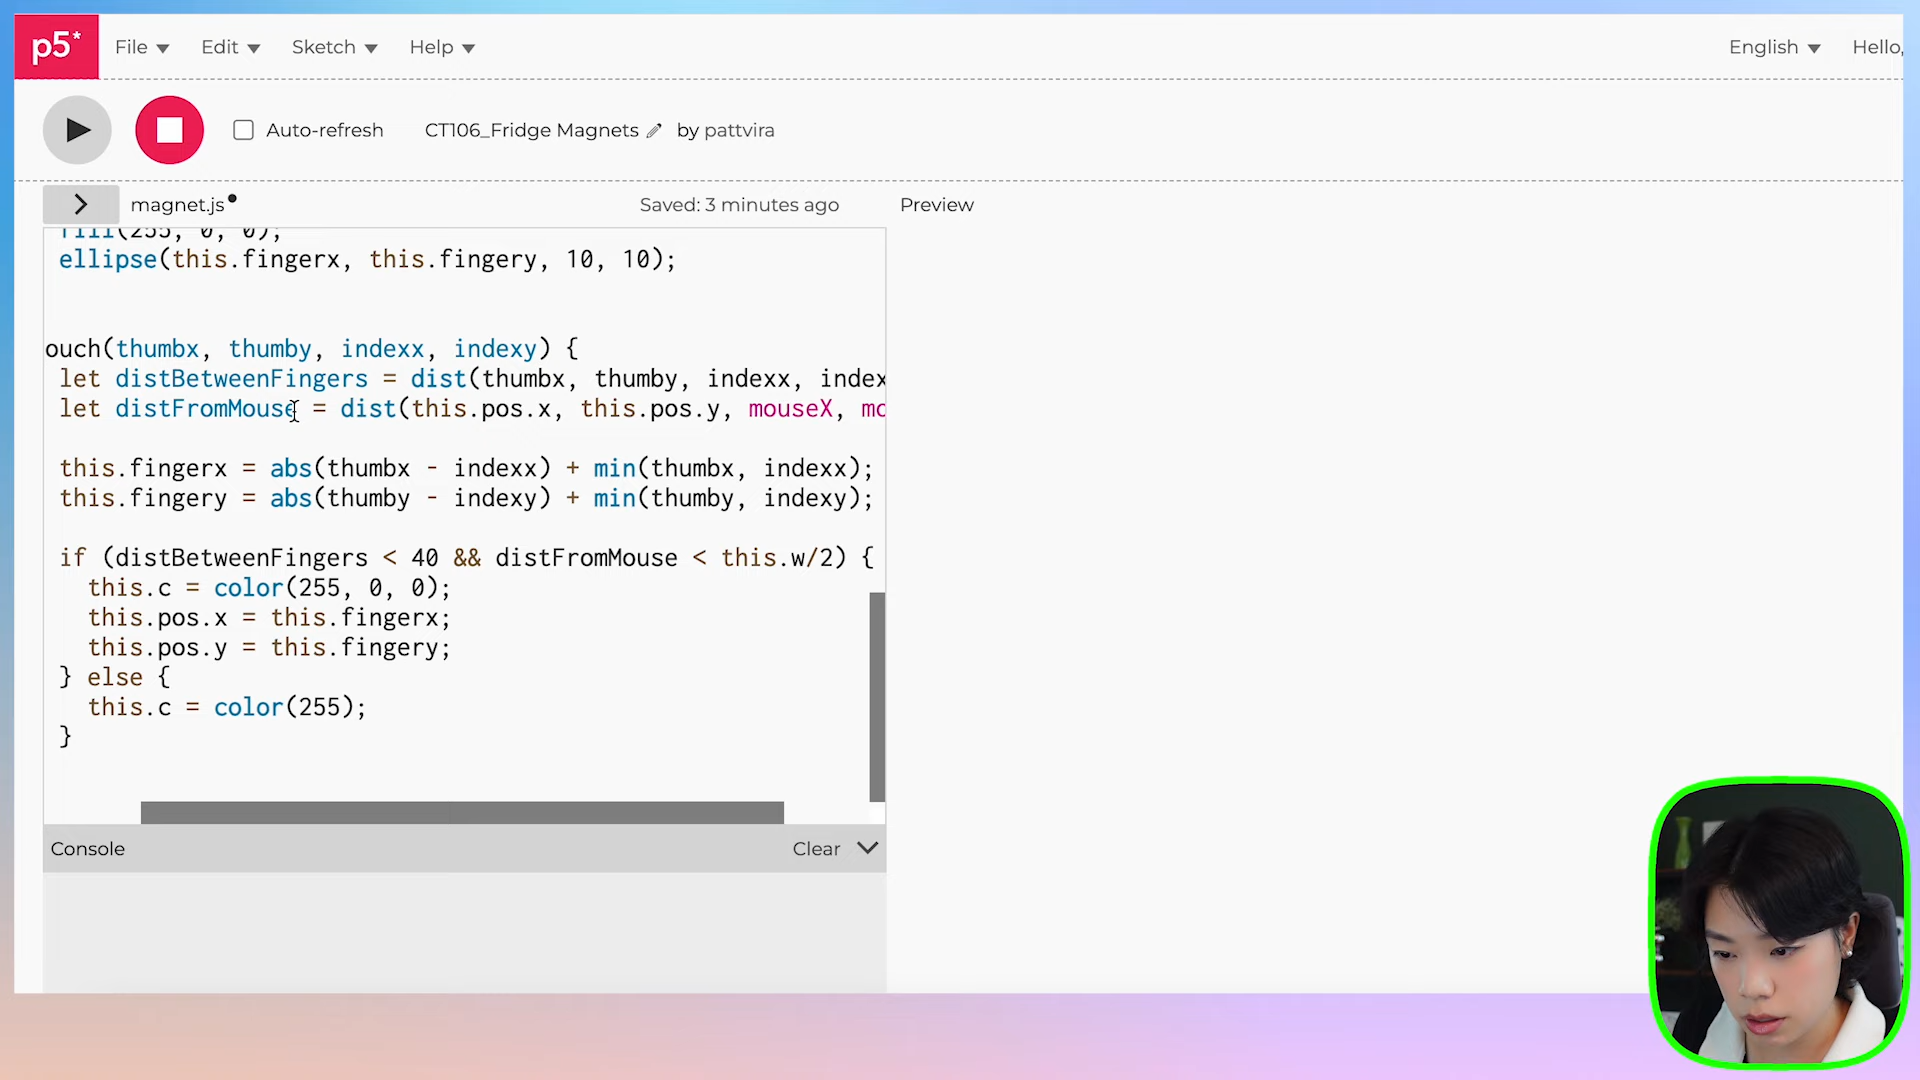 p5* File Edit Sketch Help English Hello,
Auto-refresh CT106_Fridge Magnets by pattvira
magnet.js Saved: 3 minutes ago Preview
fill(255, 0, 0);
ellipse(this.fingerx, this.fingery, 10, 10);
ouch(thumbx, thumby, indexx, indexy) {
let distBetweenFingers = dist(thumbx, thumby, indexx, index
let distFromMouse = dist(this.pos.x, this.pos.y, mouseX, mo
this.fingerx = abs(thumbx - indexx) + min(thumbx, indexx);
this.fingery = abs(thumby - indexy) + min(thumby, indexy);
if (distBetweenFingers < 40 && distFromMouse < this.w/2) {
this.c = color(255, 0, 0);
this.pos.x = this.fingerx;
this.pos.y = this.fingery;
} else {
this.c = color(255);
}
Console Clear